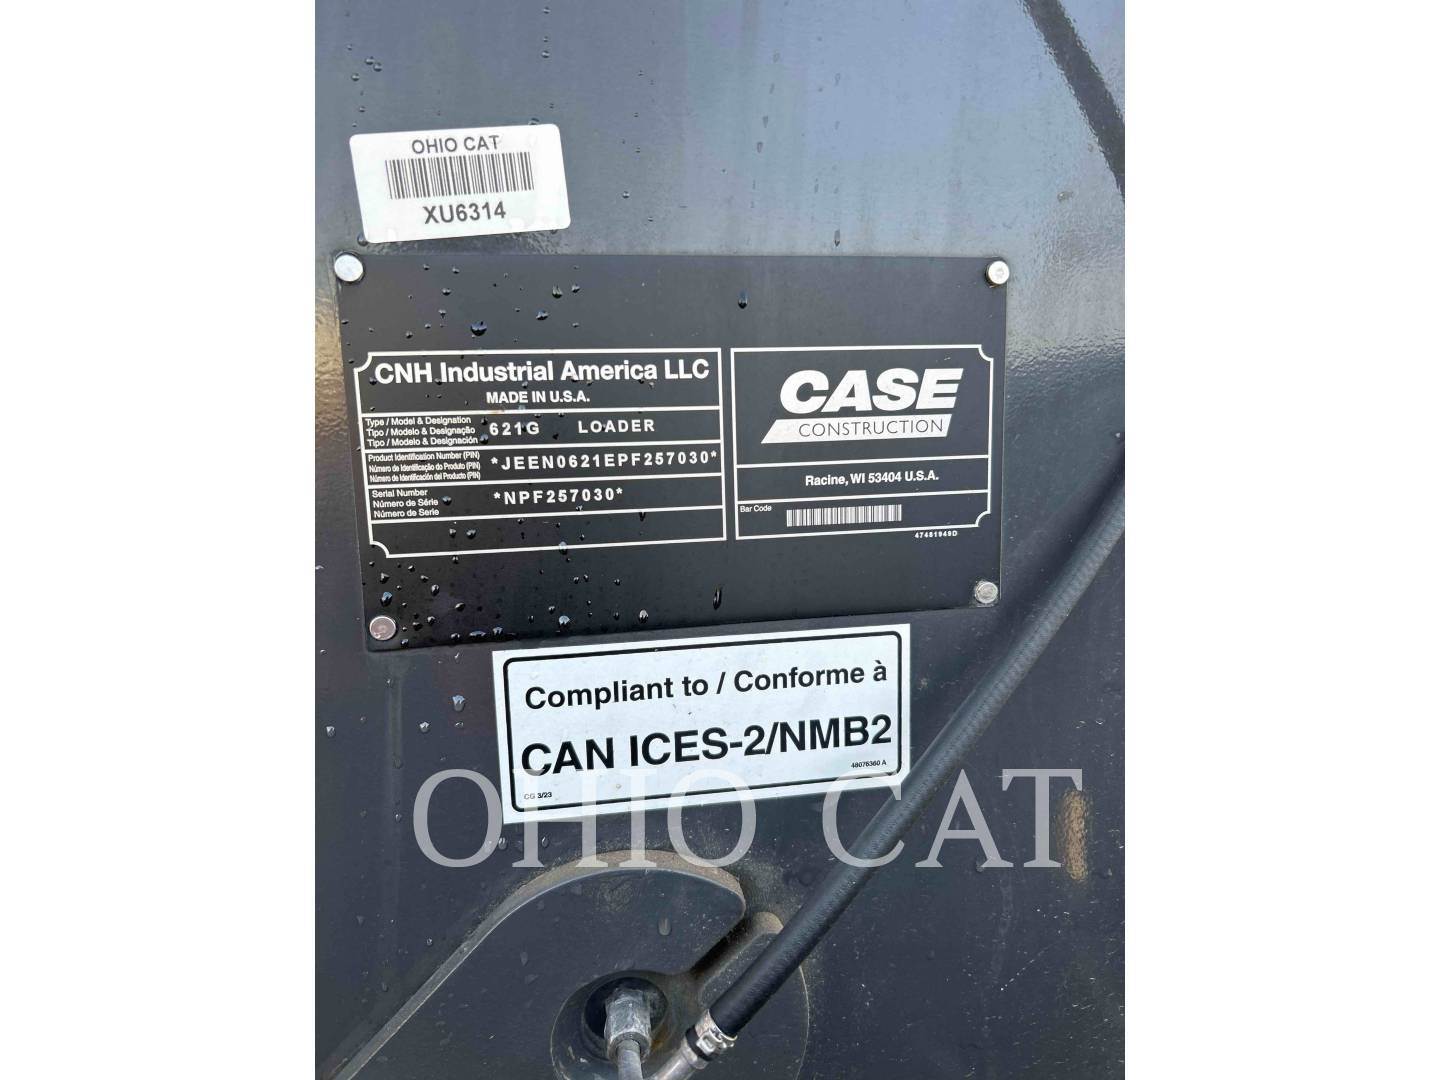 OHIO CAT
XU6314
CNH Industrial America LLC
MADE IN U.S.A.
Type / Model & Designation
Tipo / Modelo & Designação
Tipo / Modelo & Designación
621G LOADER
Product Identification Number (PIN)
Número de Identificação do Produto (PIN)
Número de Identificación del Producto (PIN)
*JEEN0621EPF257030*
Serial Number
Número de Série
Número de Serie
*NPF257030*
CASE
CONSTRUCTION
Racine, WI 53404 U.S.A.
Bar Code
47481949D
Compliant to / Conforme à
CAN ICES-2/NMB2
48076360 A
CG 3/23
OHIO CAT